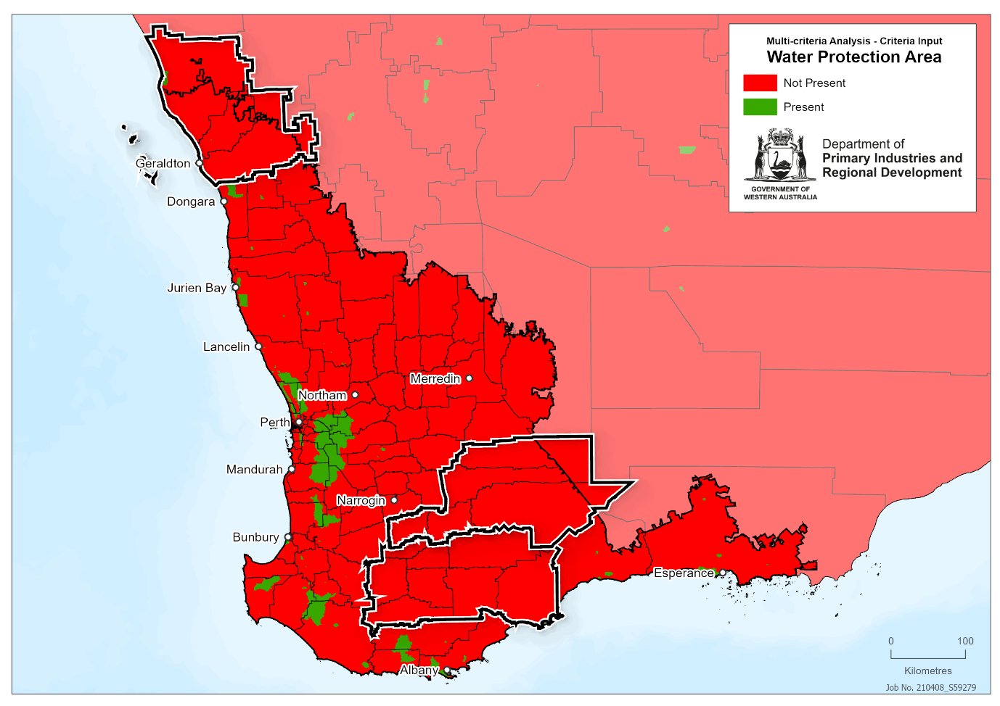 Multi-criteria Analysis - Criteria Input
Water Protection Area
Not Present
Present
Department of
Primary Industries and
Regional Development
GOVERNMENT OF
WESTERN AUSTRALIA
Geraldton
Dongara
Jurien Bay
Lancelin
Merredin
Northam
Perth
Mandurah
Narrogin
Bunbury
Esperance
Albany
0 100
Kilometres
Job No. 210408_S59279